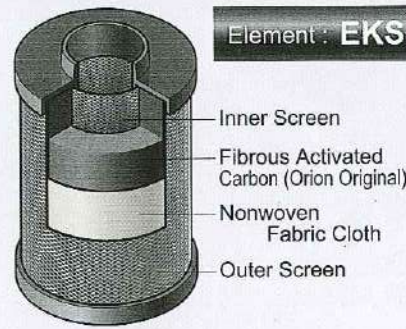 Element : EKS
Inner Screen
Fibrous Activated
Carbon (Orion Original)
Nonwoven
Fabric Cloth
Outer Screen